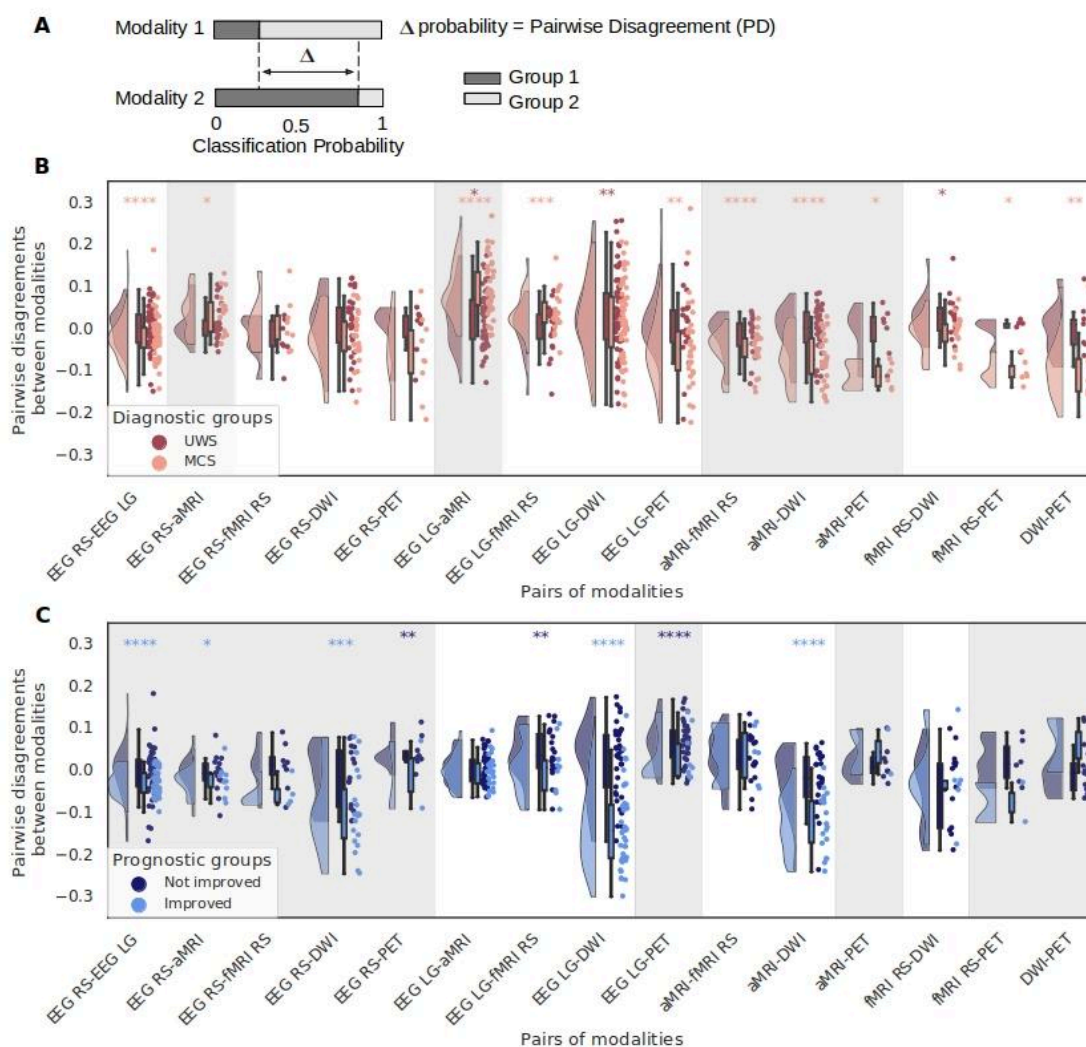 A
Modality 1
Δ probability = Pairwise Disagreement (PD)
Δ
Group 1
Group 2
Modality 2
0 0.5 1
Classification Probability
B
Pairwise disagreements
between modalities
0.3
0.2
0.1
0.0
−0.1
−0.2
−0.3
**** * * **** *** ** ** **** **** * * * **
Diagnostic groups
UWS
MCS
EEG RS-EEG LG
EEG RS-aMRI
EEG RS-fMRI RS
EEG RS-DWI
EEG RS-PET
EEG LG-aMRI
EEG LG-fMRI RS
EEG LG-DWI
EEG LG-PET
aMRI-fMRI RS
aMRI-DWI
aMRI-PET
fMRI RS-DWI
fMRI RS-PET
DWI-PET
Pairs of modalities
C
Pairwise disagreements
between modalities
0.3
0.2
0.1
0.0
−0.1
−0.2
−0.3
**** * *** ** ** **** **** ****
Prognostic groups
Not improved
Improved
EEG RS-EEG LG
EEG RS-aMRI
EEG RS-fMRI RS
EEG RS-DWI
EEG RS-PET
EEG LG-aMRI
EEG LG-fMRI RS
EEG LG-DWI
EEG LG-PET
aMRI-fMRI RS
aMRI-DWI
aMRI-PET
fMRI RS-DWI
fMRI RS-PET
DWI-PET
Pairs of modalities